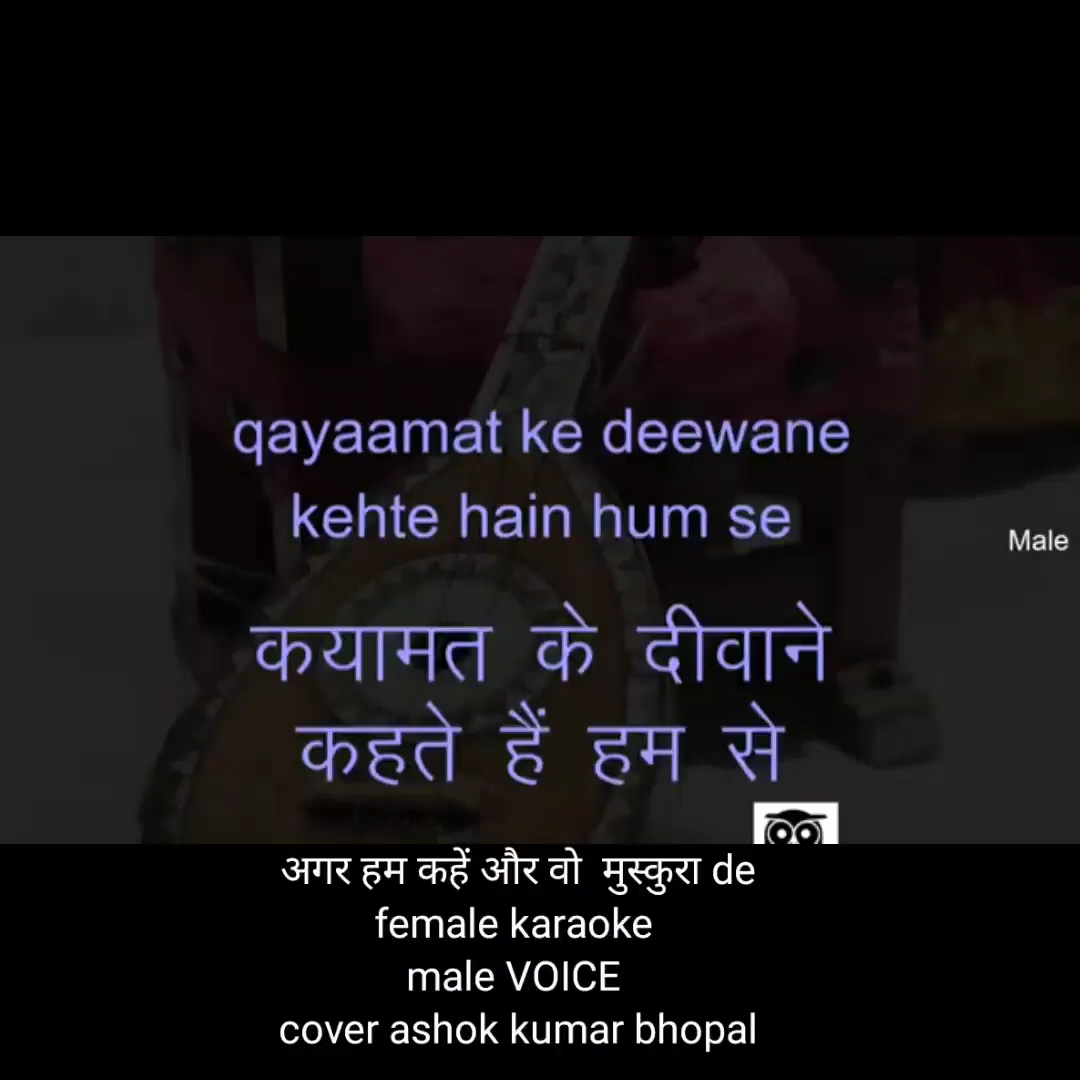 qayaamat ke deewane
kehte hain hum se
Male
कयामत के दीवाने
कहते हैं हम से
अगर हम कहें और वो मुस्कुरा de
female karaoke
male VOICE
cover ashok kumar bhopal